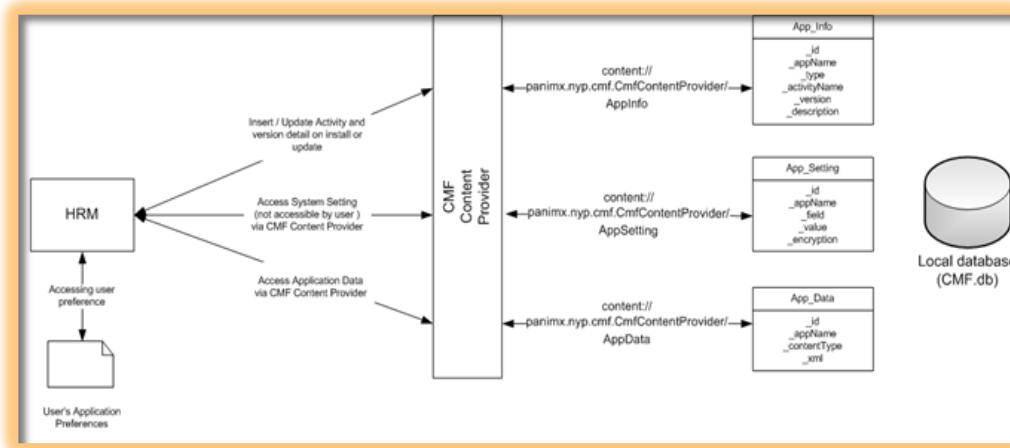 App_Info
_id
_appName
_type
_activityName
_version
_description
content://
panimx.nyp.cmf.CmfContentProvider/
AppInfo
Insert / Update Activity and
version detail on install or
update
HRM
Access System Setting
(not accessible by user )
via CMF Content Provider
CMF
Content
Provider
content://
panimx.nyp.cmf.CmfContentProvider/
AppSetting
App_Setting
_id
_appName
_field
_value
_encryption
Local database
(CMF.db)
Accessing user
preference
Access Application Data
via CMF Content Provider
content://
panimx.nyp.cmf.CmfContentProvider/
AppData
App_Data
_id
_appName
_contentType
_xml
User's Application
Preferences